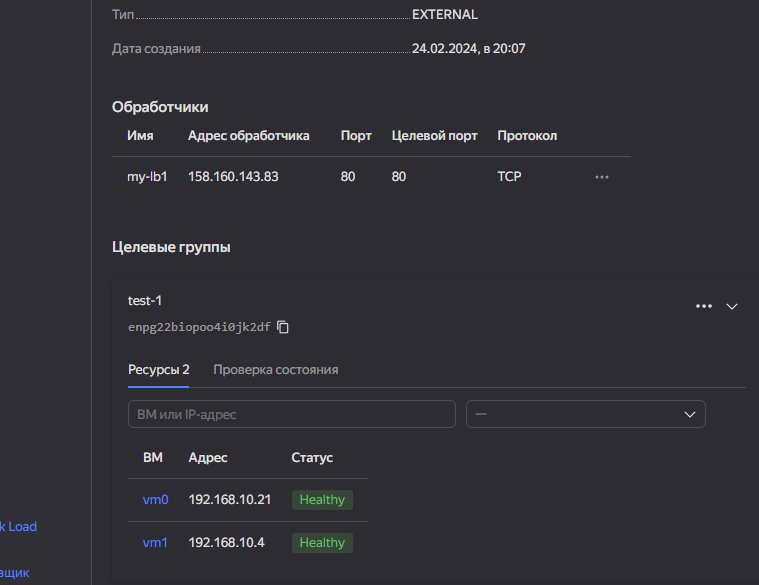 Тип EXTERNAL
Дата создания 24.02.2024, в 20:07
Обработчики
Имя Адрес обработчика Порт Целевой порт Протокол
my-lb1 158.160.143.83 80 80 TCP
Целевые группы
test-1
enpg22biopoo4i0jk2df
Ресурсы 2 Проверка состояния
ВМ или IP-адрес —
ВМ Адрес Статус
vm0 192.168.10.21 Healthy
vm1 192.168.10.4 Healthy
k Load
вщик